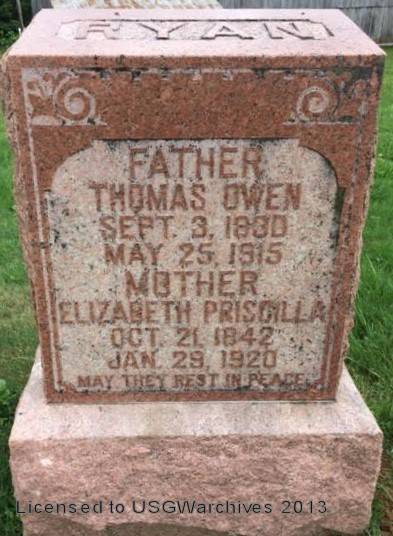 RYAN
FATHER
THOMAS OWEN
SEPT. 3, 1830
MAY 25, 1915
MOTHER
ELIZABETH PRISCILLA
OCT. 21, 1842
JAN. 29, 1920
MAY THEY REST IN PEACE
Licensed to USGWarchives 2013